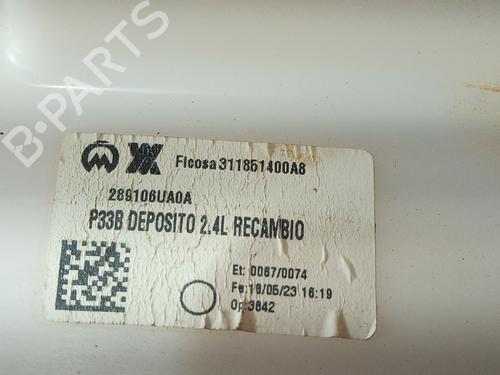 B-PARTS
Ficosa 311851400A8
289106UA0A
P33B DEPOSITO 2.4L RECAMBIO
Et: 0067/0074
Fe:18/05/23 16:19
Op:3642